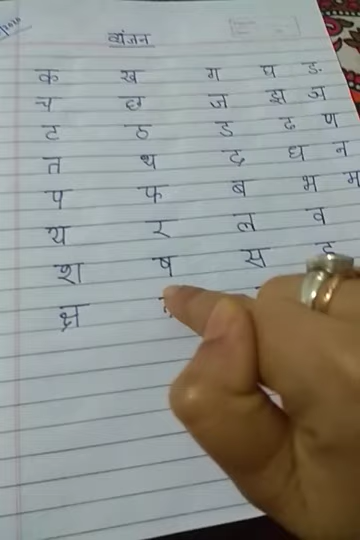 व्यंजन
क ख ग घ ङ
च छ ज झ ञ
ट ठ ड ढ ण
त थ द ध न
प फ ब भ म
य र ल व
श ष स ह
क्ष